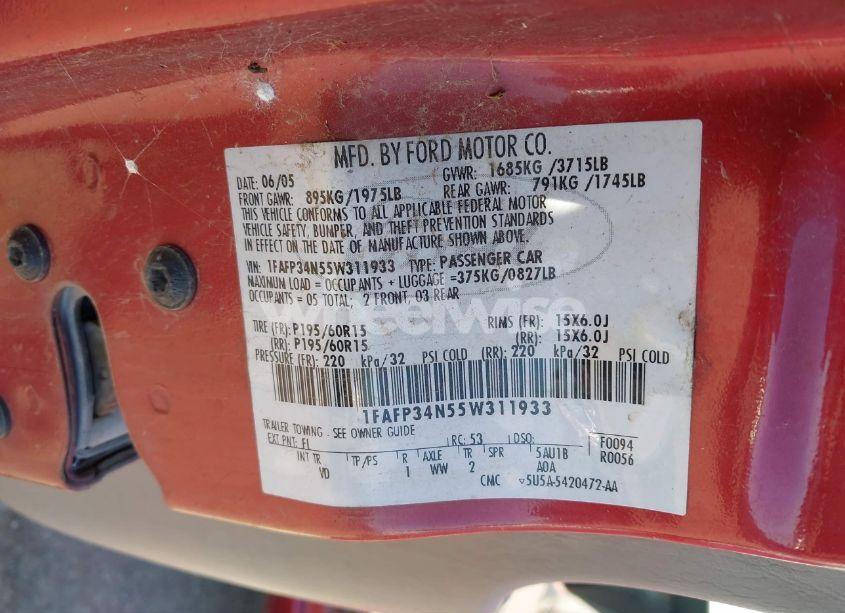 MFD. BY FORD MOTOR CO.
DATE: 06/05 GVWR: 1685KG /3715LB
FRONT GAWR: 895KG /1975LB REAR GAWR: 791KG /1745LB
THIS VEHICLE CONFORMS TO ALL APPLICABLE FEDERAL MOTOR
VEHICLE SAFETY, BUMPER, AND THEFT PREVENTION STANDARDS
IN EFFECT ON THE DATE OF MANUFACTURE SHOWN ABOVE.
VIN: 1FAFP34N55W311933 TYPE: PASSENGER CAR
MAXIMUM LOAD = OCCUPANTS + LUGGAGE =375KG/0827LB
OCCUPANTS = 05 TOTAL: 2 FRONT, 03 REAR
wheelwise
TIRE (FR): P195/60R15 RIMS (FR): 15X6.0J
(RR): P195/60R15 (RR): 15X6.0J
PRESSURE (FR): 220 kPa/32 PSI COLD (RR): 220 kPa/32 PSI COLD
1FAFP34N55W311933
TRAILER TOWING - SEE OWNER GUIDE
EXT PNT: F1 RC: 53 DSO: F0094
INT TR TP/PS R AXLE TR SPR 5AU1B R0056
VD 1 WW 2 A0A
CMC 5U5A-5420472-AA